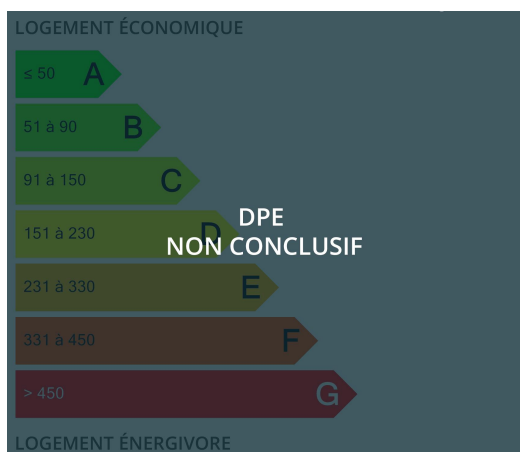 LOGEMENT ÉCONOMIQUE
≤ 50 A
51 à 90 B
91 à 150 C
151 à 230 D
DPE
NON CONCLUSIF
231 à 330 E
331 à 450 F
> 450 G
LOGEMENT ÉNERGIVORE